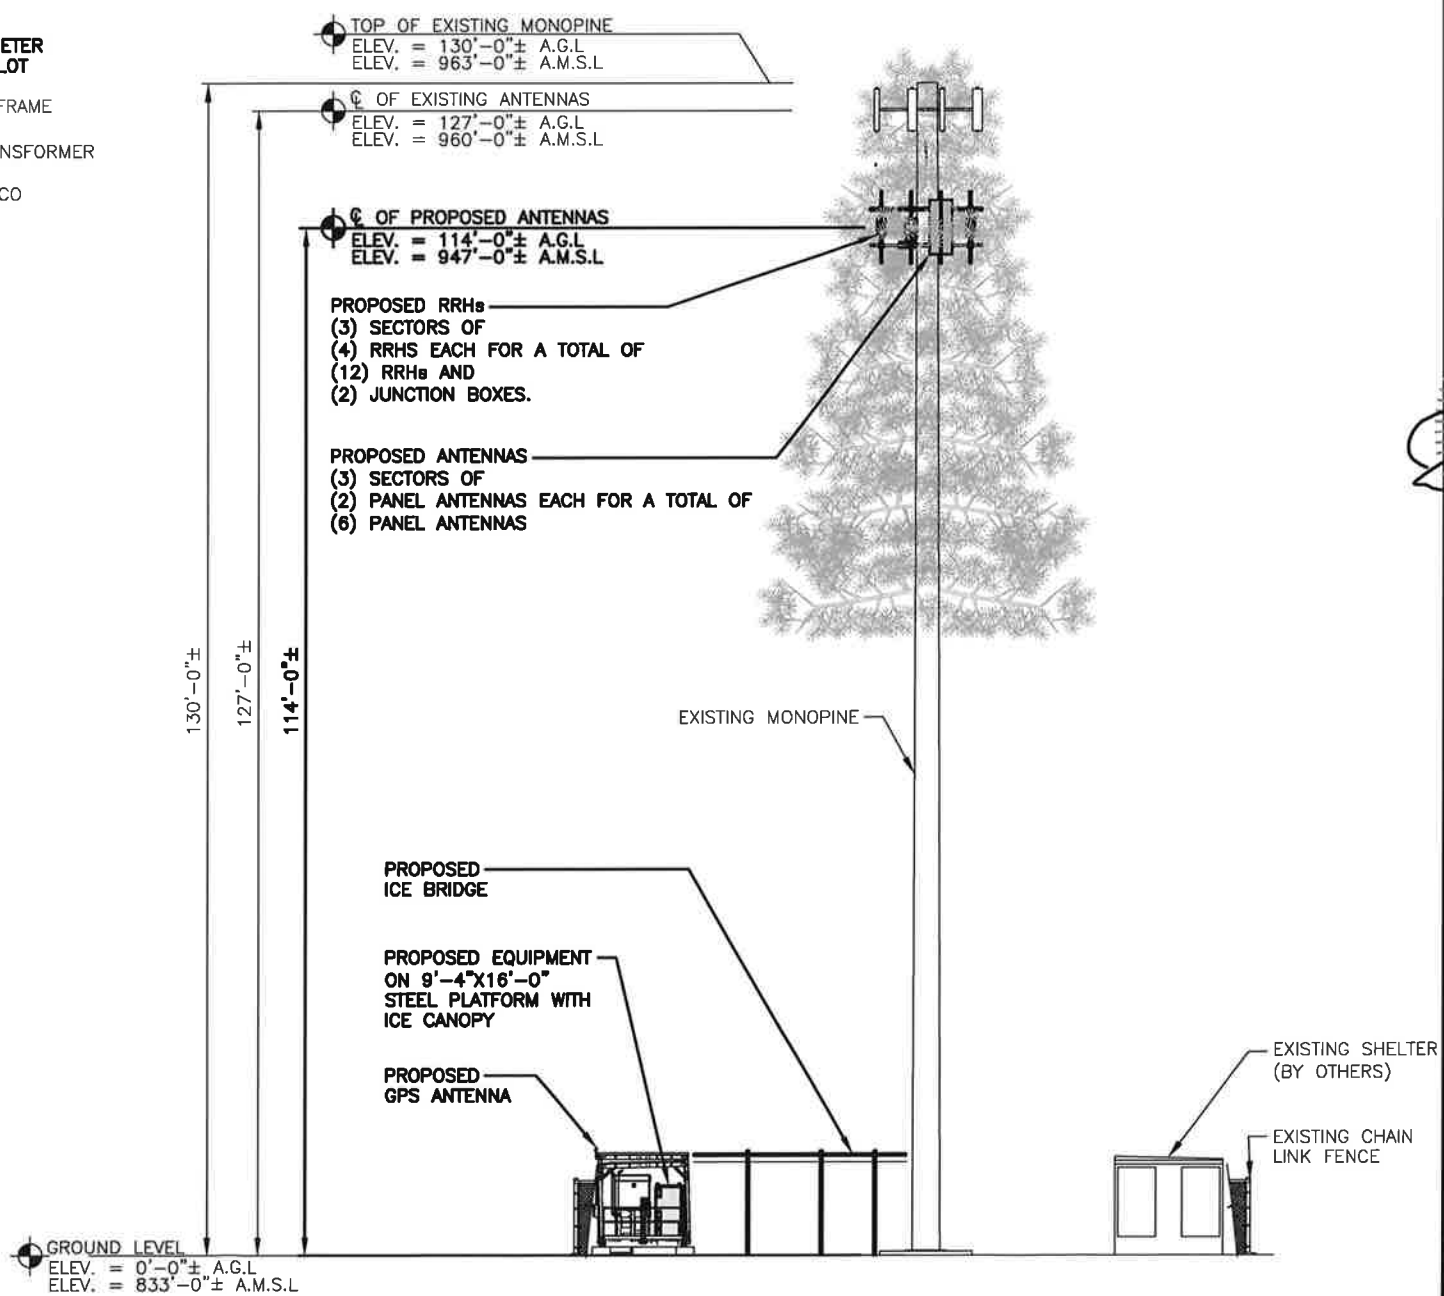 ETER
LOT
FRAME
NSFORMER
CO
TOP OF EXISTING MONOPINE
ELEV. = 130'-0"± A.G.L
ELEV. = 963'-0"± A.M.S.L
℄ OF EXISTING ANTENNAS
ELEV. = 127'-0"± A.G.L
ELEV. = 960'-0"± A.M.S.L
℄ OF PROPOSED ANTENNAS
ELEV. = 114'-0"± A.G.L
ELEV. = 947'-0"± A.M.S.L
PROPOSED RRHs
(3) SECTORS OF
(4) RRHS EACH FOR A TOTAL OF
(12) RRHs AND
(2) JUNCTION BOXES.
PROPOSED ANTENNAS
(3) SECTORS OF
(2) PANEL ANTENNAS EACH FOR A TOTAL OF
(6) PANEL ANTENNAS
130'-0"±
127'-0"±
114'-0"±
EXISTING MONOPINE
PROPOSED
ICE BRIDGE
PROPOSED EQUIPMENT
ON 9'-4"X16'-0"
STEEL PLATFORM WITH
ICE CANOPY
PROPOSED
GPS ANTENNA
EXISTING SHELTER
(BY OTHERS)
EXISTING CHAIN
LINK FENCE
GROUND LEVEL
ELEV. = 0'-0"± A.G.L
ELEV. = 833'-0"± A.M.S.L